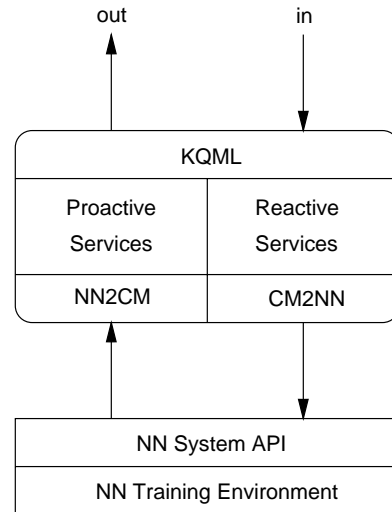 out
in
KQML
Proactive
Services
Reactive
Services
NN2CM
CM2NN
NN System API
NN Training Environment